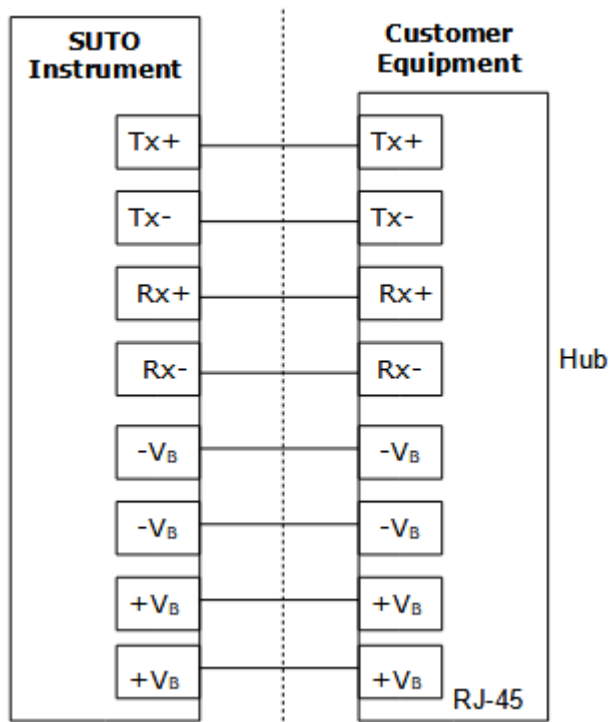 SUTO
Instrument
Customer
Equipment
Tx+ Tx+
Tx- Tx-
Rx+ Rx+
Rx- Rx-
Hub
-VB -VB
-VB -VB
+VB +VB
+VB +VB
RJ-45